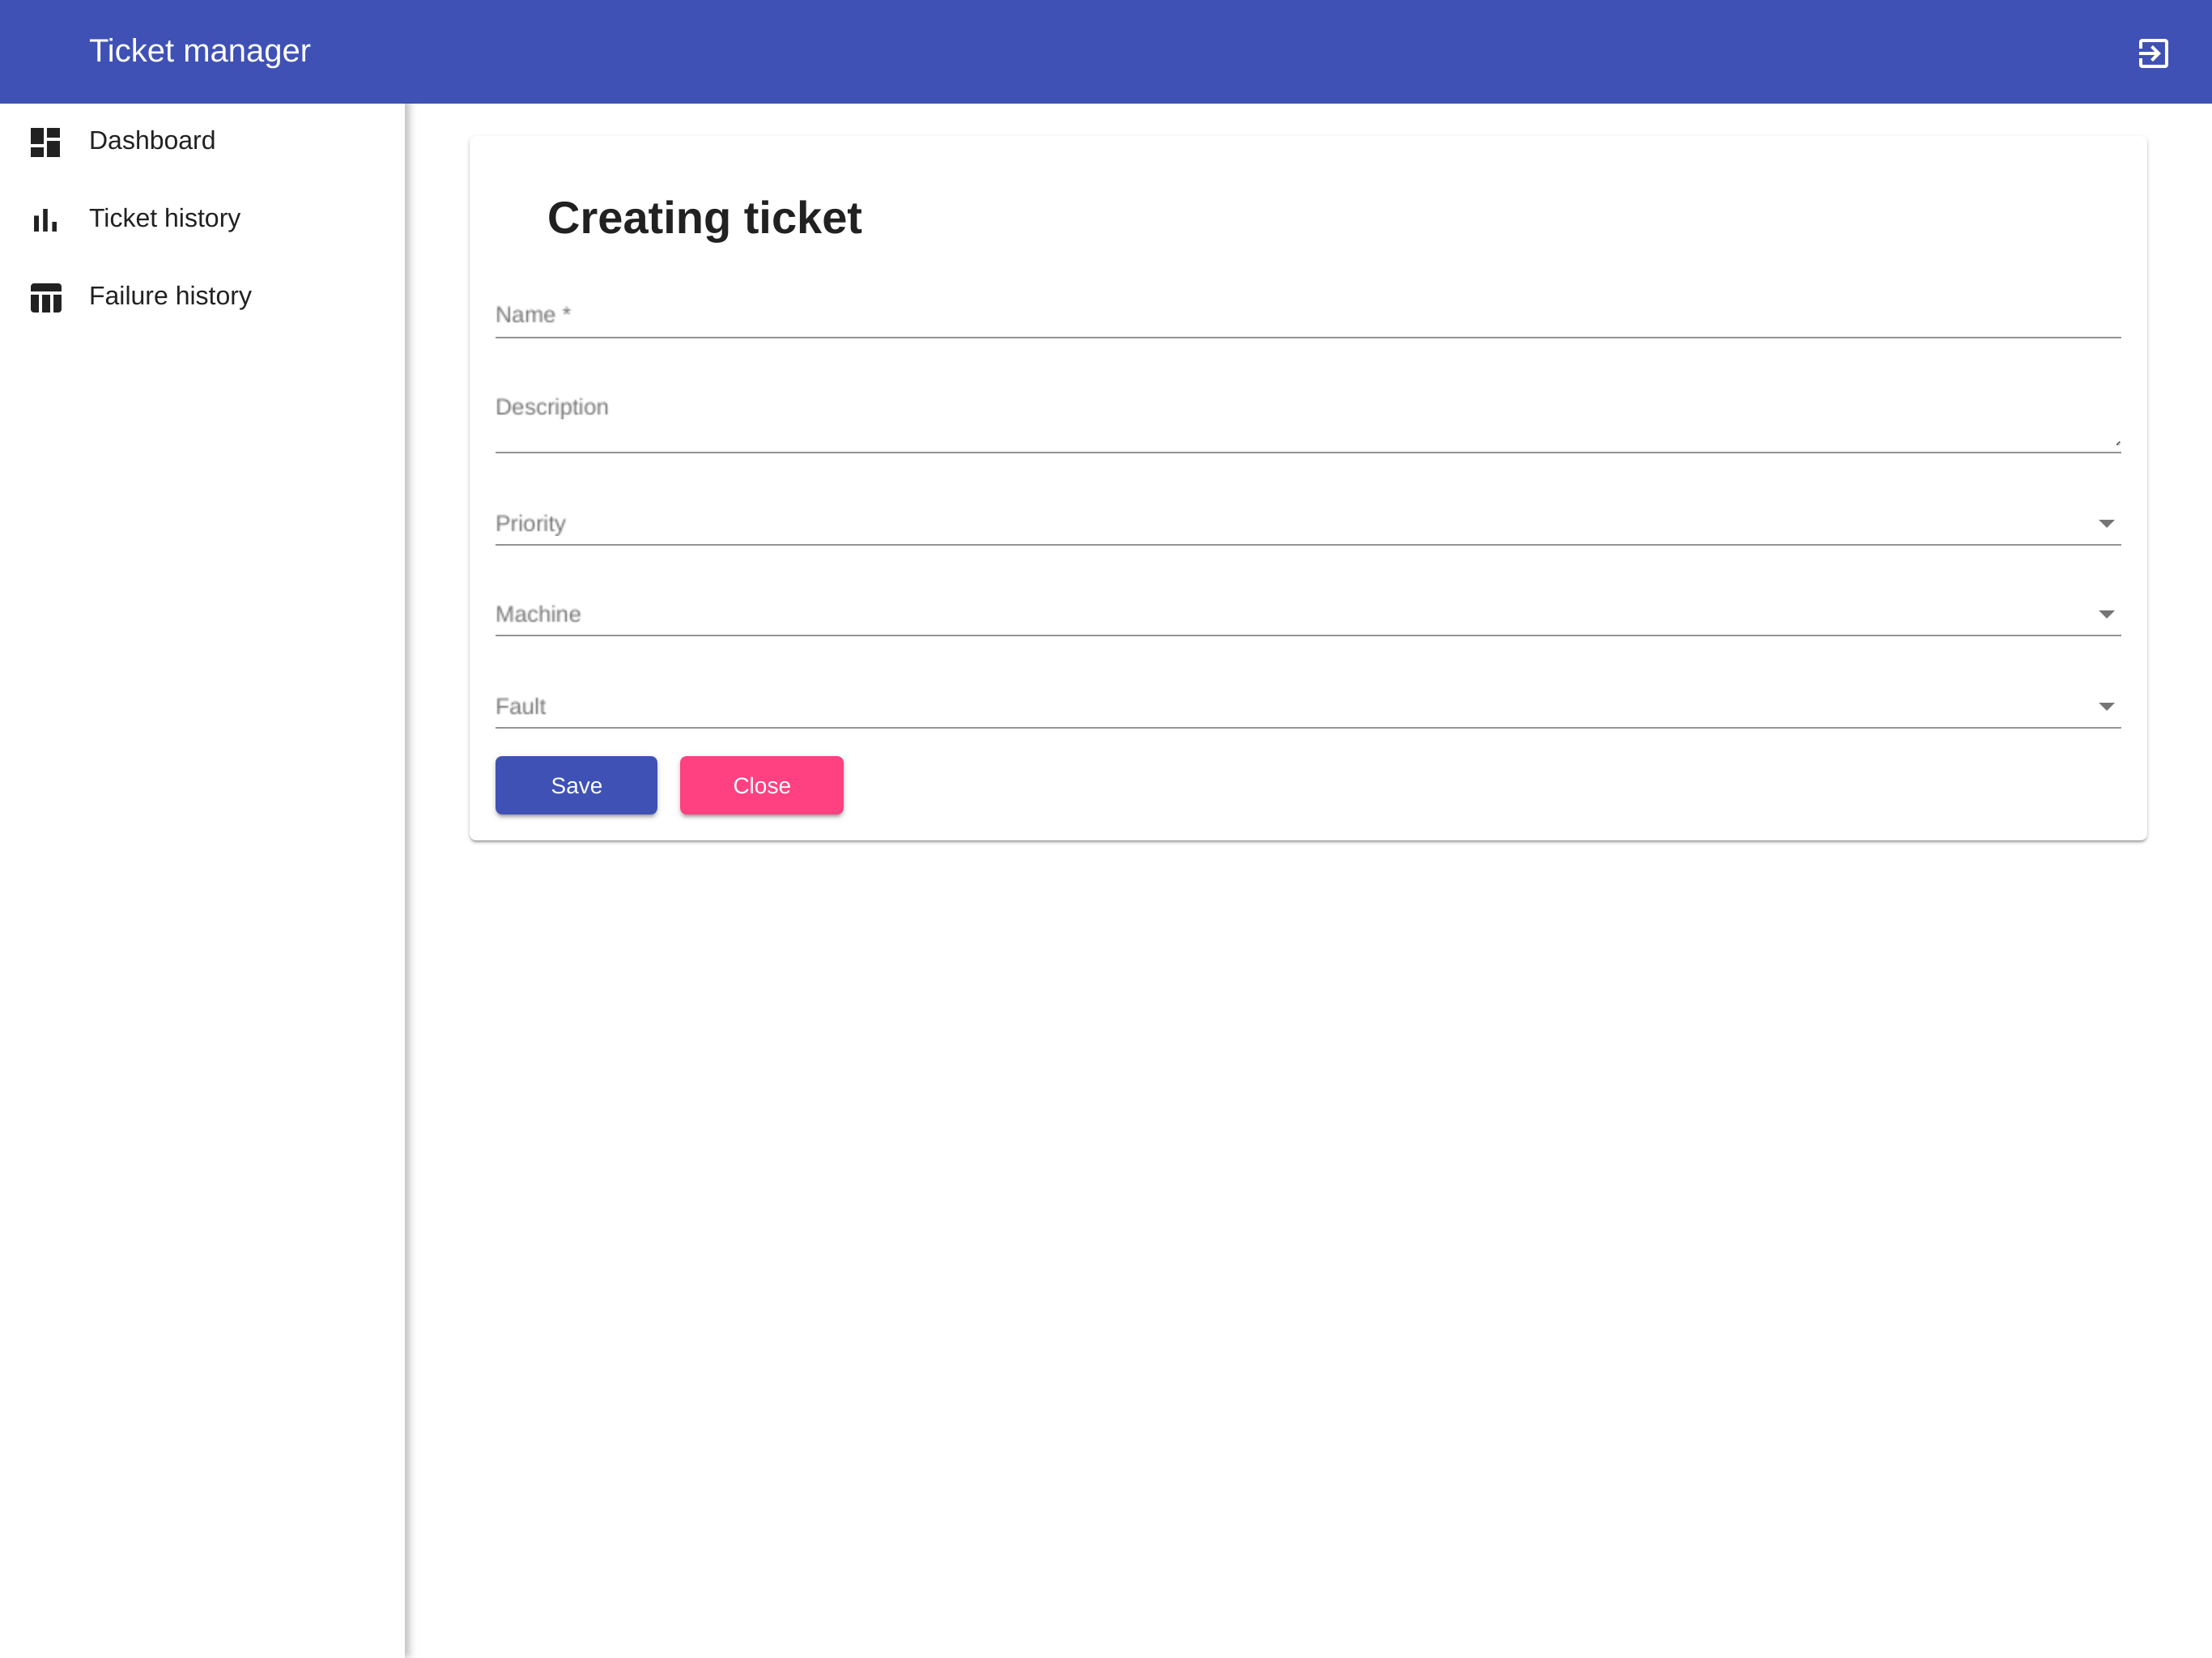 Ticket manager
Dashboard
Ticket history
Failure history
Creating ticket
Name *
Description
Priority
Machine
Fault
Save
Close